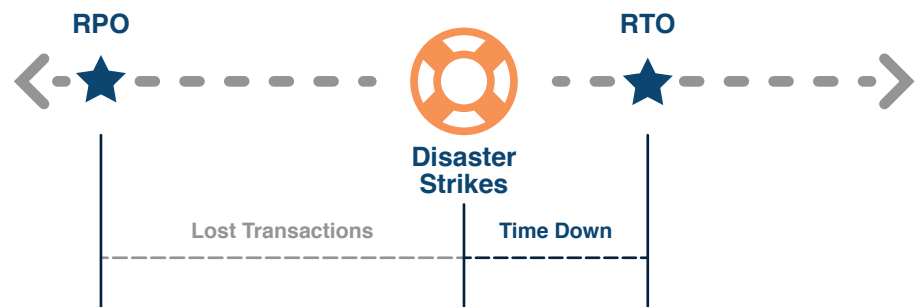 RPO
RTO
Disaster
Strikes
Lost Transactions
Time Down